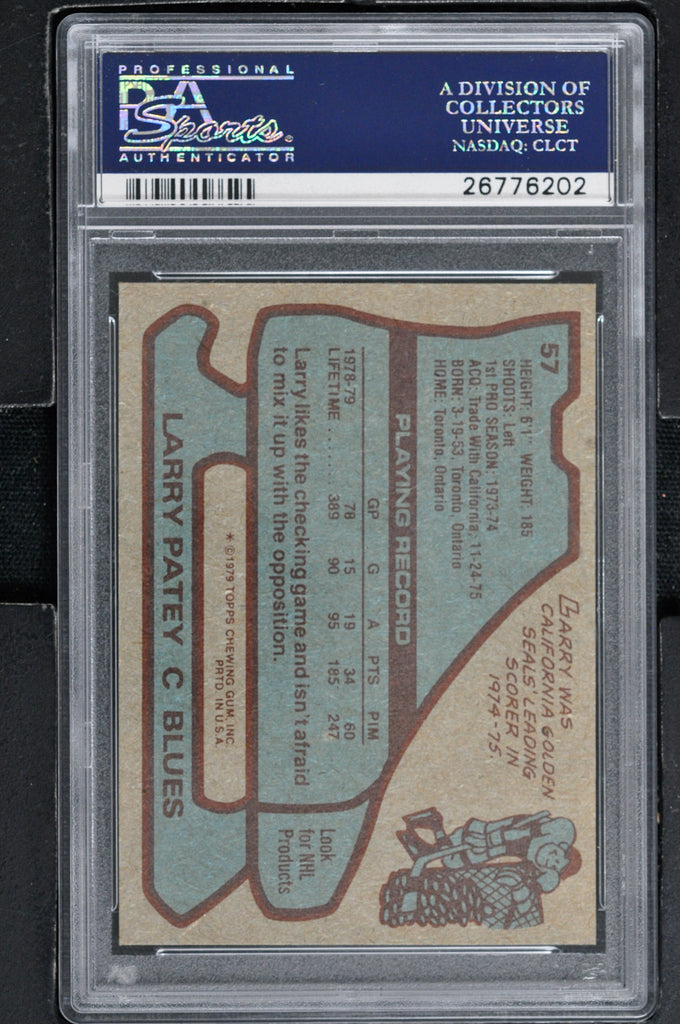 PROFESSIONAL
PSA
Sports
AUTHENTICATOR
A DIVISION OF
COLLECTORS
UNIVERSE
NASDAQ: CLCT
26776202
57
HEIGHT: 6'1" WEIGHT: 185
SHOOTS: Left
1st PRO SEASON: 1973-74
ACQ: Trade With California, 11-24-75
BORN: 3-19-53, Toronto, Ontario
HOME: Toronto, Ontario
LARRY WAS
CALIFORNIA GOLDEN
SEALS' LEADING
SCORER IN
1974-75.
PLAYING RECORD
GP G A PTS PIM
1978-79 78 15 19 34 60
LIFETIME........ 389 90 95 185 247
Larry likes the checking game and isn't afraid
to mix it up with the opposition.
Look
for NHL
Products
* ©1979 TOPPS CHEWING GUM, INC.
PRTD IN U.S.A.
LARRY PATEY C BLUES